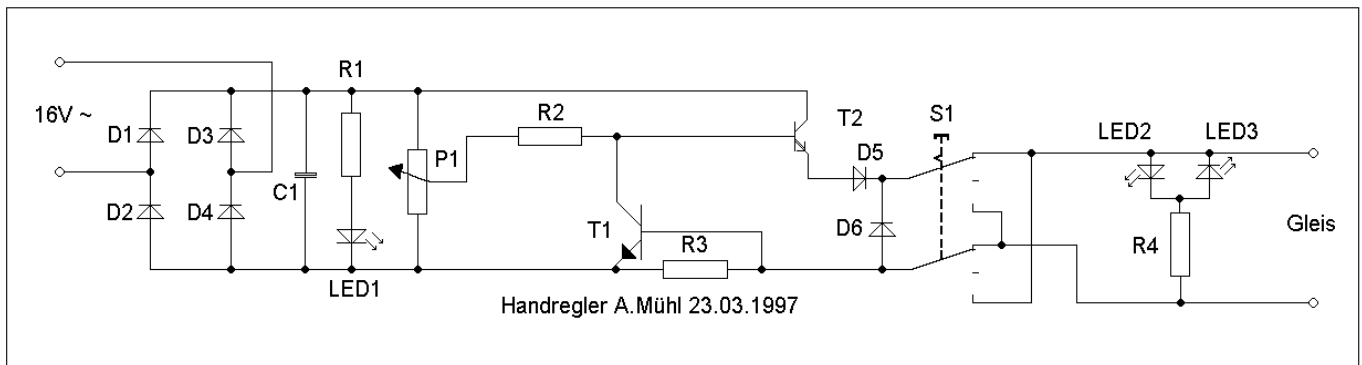 16V ~
D1
D2
D3
D4
C1
R1
LED1
P1
R2
T1
R3
T2
D5
D6
S1
LED2
LED3
R4
Gleis
Handregler A.Mühl 23.03.1997